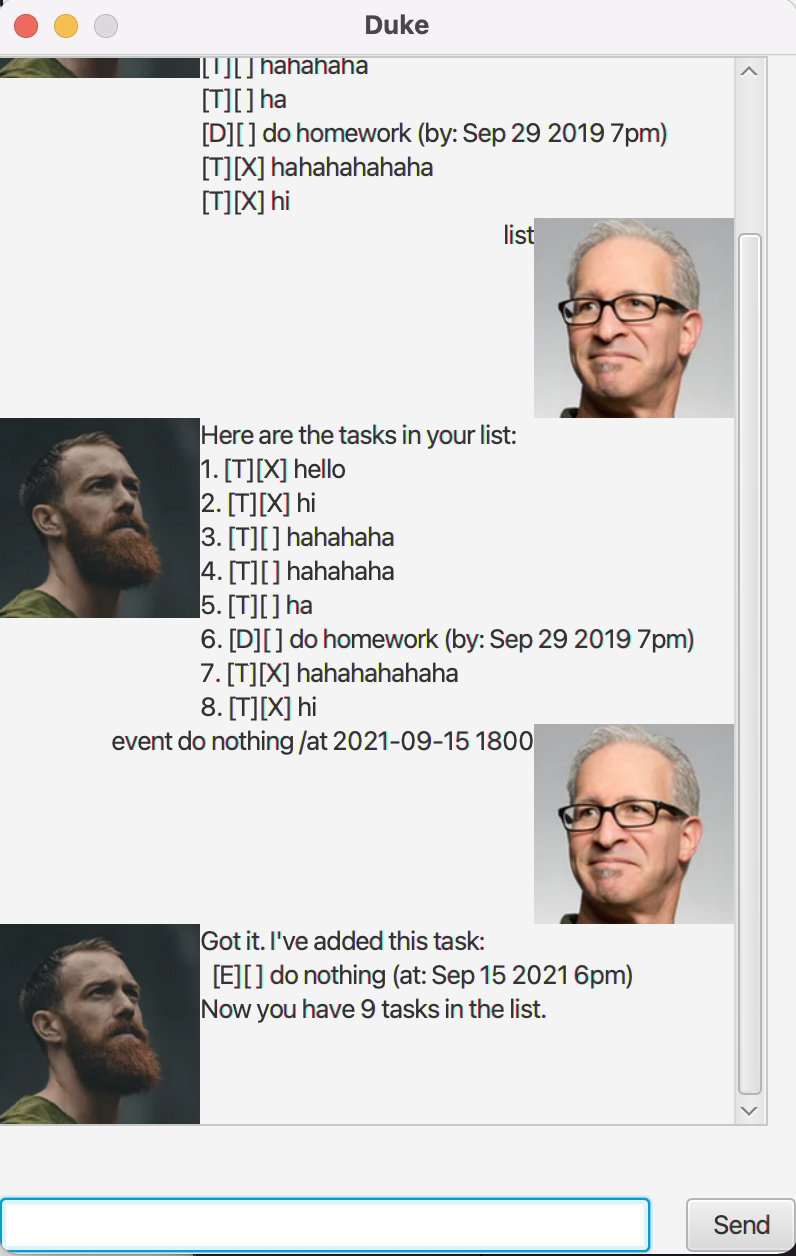 Duke
[T][ ] hahahaha
[T][ ] ha
[D][ ] do homework (by: Sep 29 2019 7pm)
[T][X] hahahahahaha
[T][X] hi
list
Here are the tasks in your list:
1. [T][X] hello
2. [T][X] hi
3. [T][ ] hahahaha
4. [T][ ] hahahaha
5. [T][ ] ha
6. [D][ ] do homework (by: Sep 29 2019 7pm)
7. [T][X] hahahahahaha
8. [T][X] hi
event do nothing /at 2021-09-15 1800
Got it. I've added this task:
[E][ ] do nothing (at: Sep 15 2021 6pm)
Now you have 9 tasks in the list.
Send